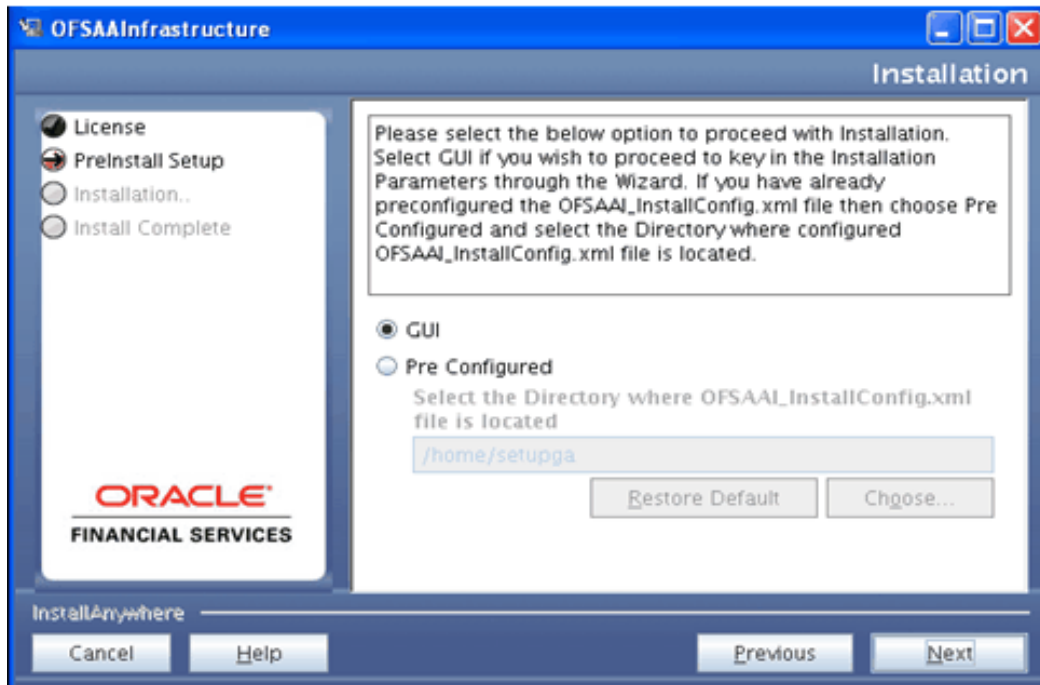 OFSAAInfrastructure
Installation
License
PreInstall Setup
Installation..
Install Complete
Please select the below option to proceed with Installation.
Select GUI if you wish to proceed to key in the Installation
Parameters through the Wizard. If you have already
preconfigured the OFSAAI_InstallConfig.xml file then choose Pre
Configured and select the Directory where configured
OFSAAI_InstallConfig.xml file is located.
GUI
Pre Configured
Select the Directory where OFSAAI_InstallConfig.xml
file is located
/home/setupga
Restore Default
Choose...
ORACLE
FINANCIAL SERVICES
InstallAnywhere
Cancel
Help
Previous
Next